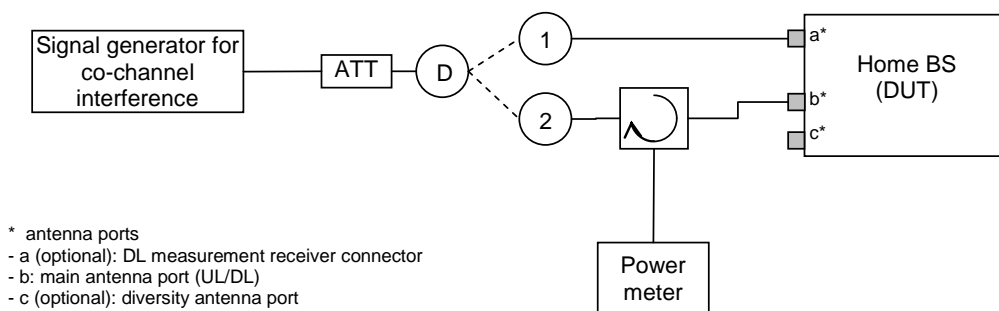 Signal generator for
co-channel
interference
ATT
D
1
2
a*
b*
c*
Home BS
(DUT)
Power
meter
* antenna ports
- a (optional): DL measurement receiver connector
- b: main antenna port (UL/DL)
- c (optional): diversity antenna port